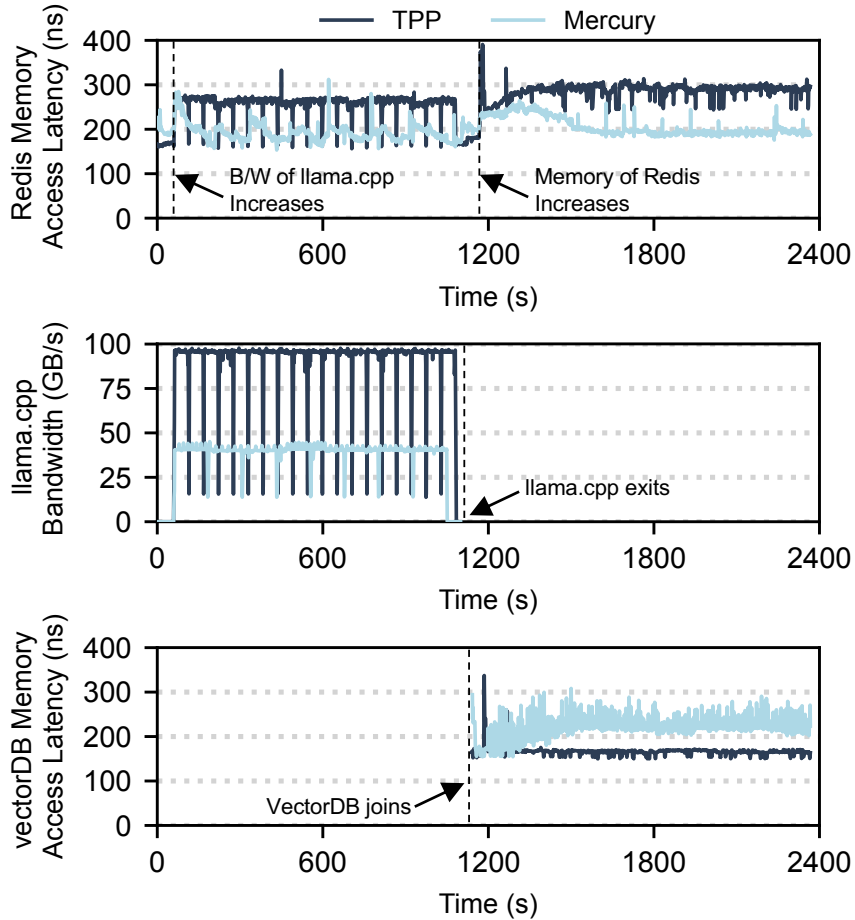 TPP Mercury
Redis Memory
Access Latency (ns)
400
300
200
100
0
B/W of llama.cpp
Increases
Memory of Redis
Increases
0 600 1200 1800 2400
Time (s)
llama.cpp
Bandwidth (GB/s)
100
75
50
25
0
llama.cpp exits
0 600 1200 1800 2400
Time (s)
vectorDB Memory
Access Latency (ns)
400
300
200
100
0
VectorDB joins
0 600 1200 1800 2400
Time (s)